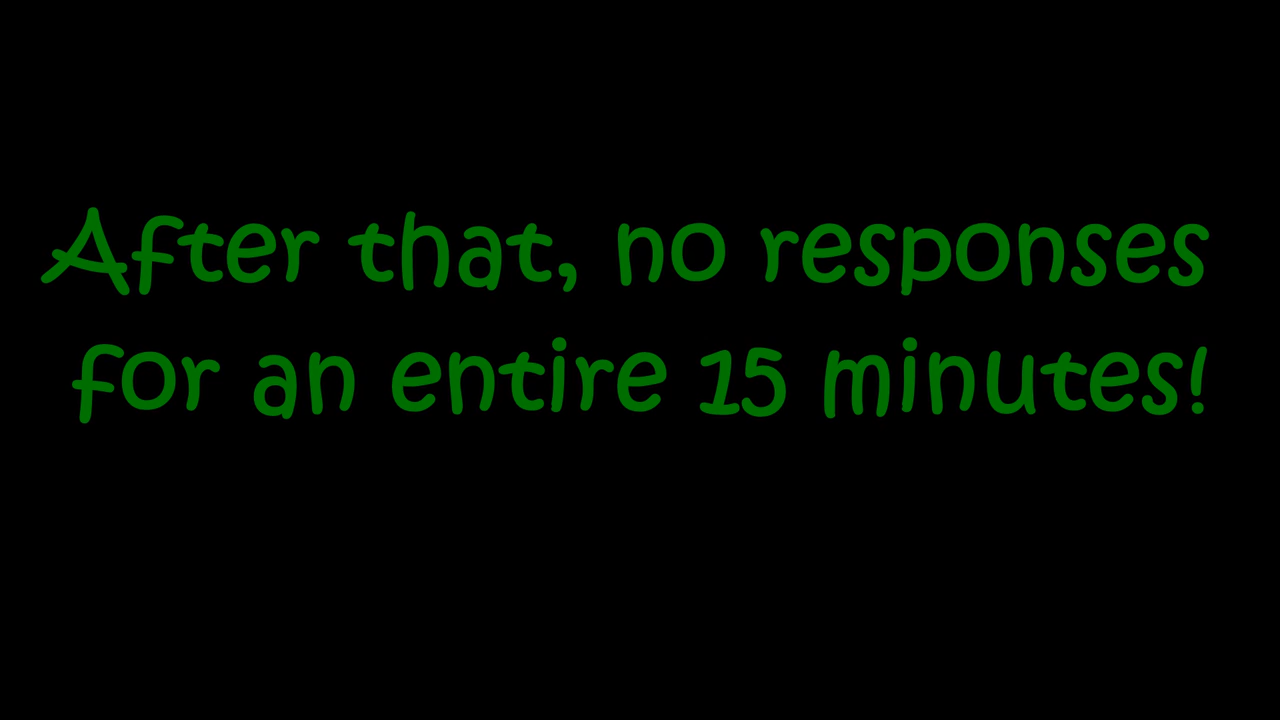 After that, no responses
for an entire 15 minutes!